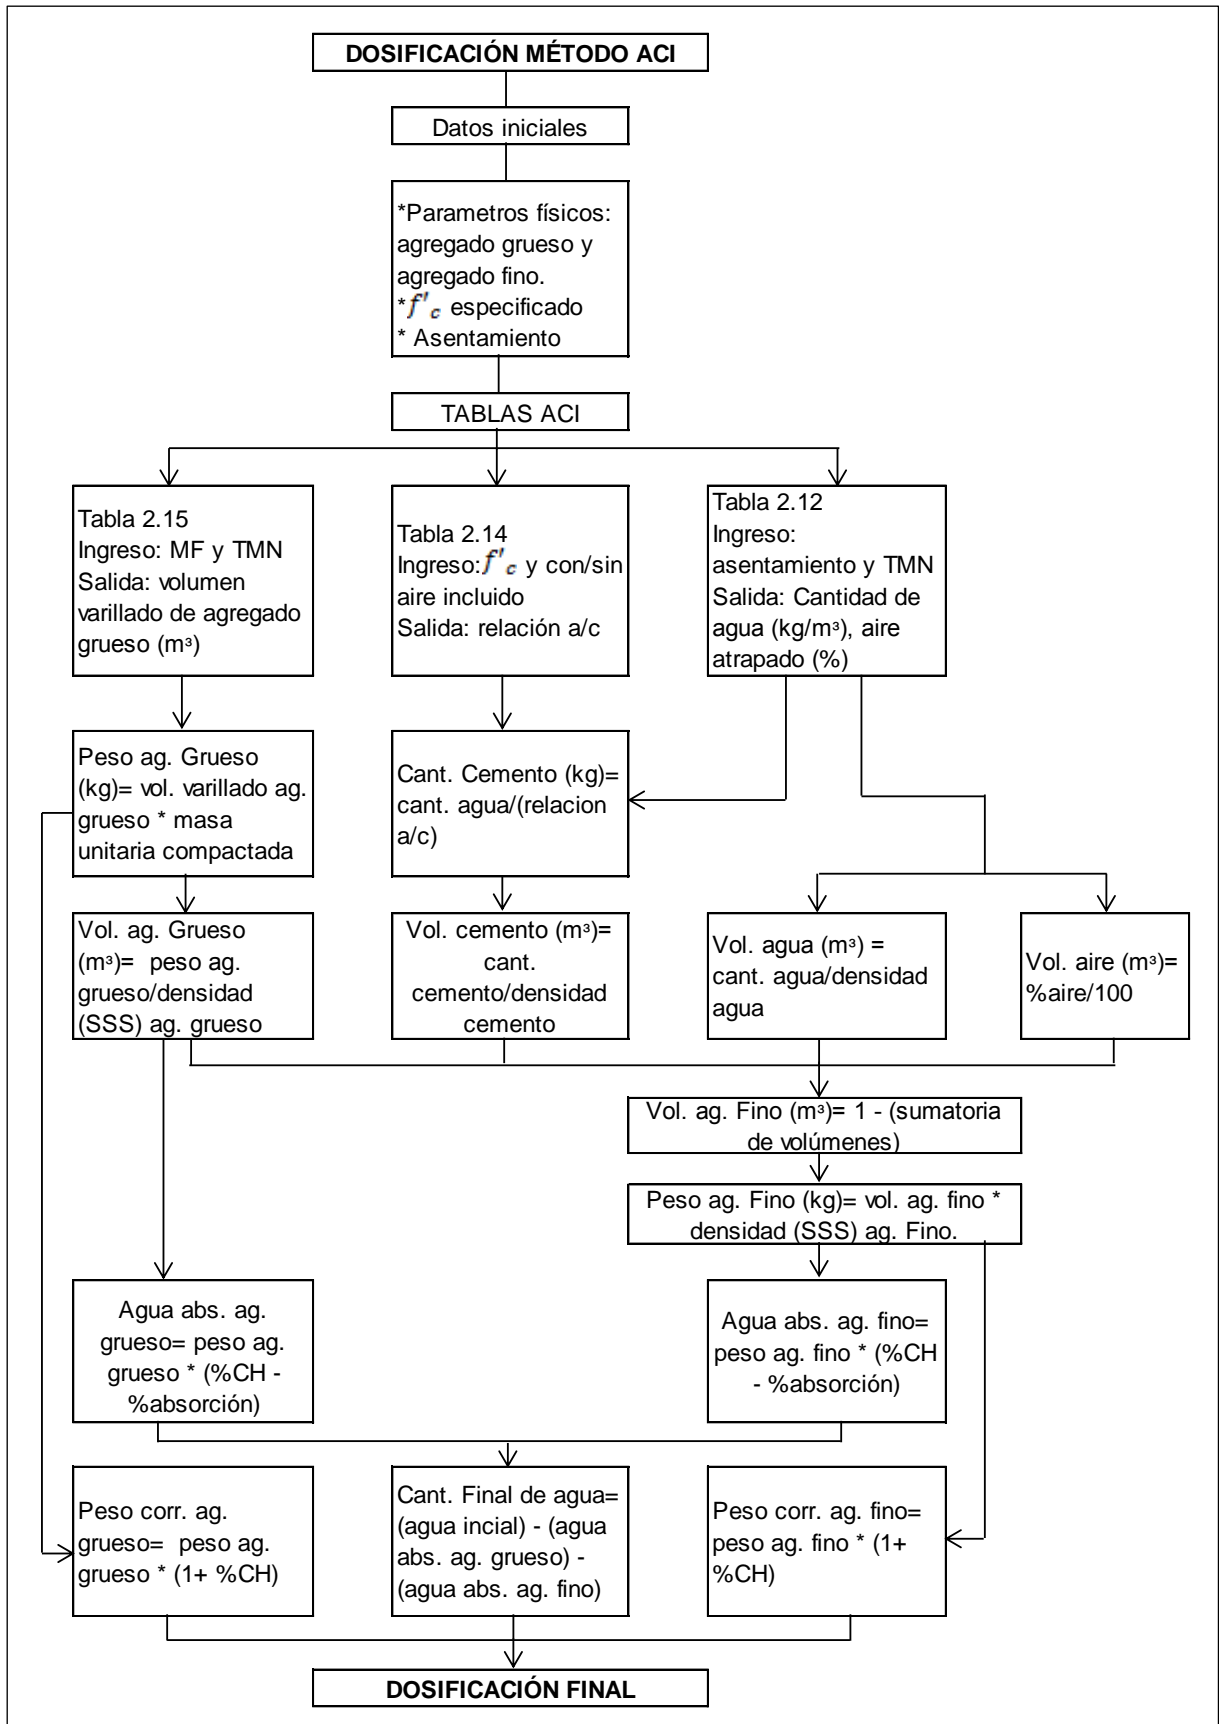 DOSIFICACIÓN MÉTODO ACI
Datos iniciales
*Parametros físicos:
agregado grueso y
agregado fino.
*f'c especificado
* Asentamiento
TABLAS ACI
Tabla 2.15
Ingreso: MF y TMN
Salida: volumen
varillado de agregado
grueso (m³)
Tabla 2.14
Ingreso:f'c y con/sin
aire incluido
Salida: relación a/c
Tabla 2.12
Ingreso:
asentamiento y TMN
Salida: Cantidad de
agua (kg/m³), aire
atrapado (%)
Peso ag. Grueso
(kg)= vol. varillado ag.
grueso * masa
unitaria compactada
Cant. Cemento (kg)=
cant. agua/(relacion
a/c)
Vol. ag. Grueso
(m³)=  peso ag.
grueso/densidad
(SSS) ag. grueso
Vol. cemento (m³)=
cant.
cemento/densidad
cemento
Vol. agua (m³) =
cant. agua/densidad
agua
Vol. aire (m³)=
%aire/100
Vol. ag. Fino (m³)= 1 - (sumatoria
de volúmenes)
Peso ag. Fino (kg)= vol. ag. fino *
densidad (SSS) ag. Fino.
Agua abs. ag.
grueso= peso ag.
grueso * (%CH -
%absorción)
Agua abs. ag. fino=
peso ag. fino * (%CH
- %absorción)
Peso corr. ag.
grueso=  peso ag.
grueso * (1+ %CH)
Cant. Final de agua=
(agua incial) - (agua
abs. ag. grueso) -
(agua abs. ag. fino)
Peso corr. ag. fino=
peso ag. fino * (1+
%CH)
DOSIFICACIÓN FINAL